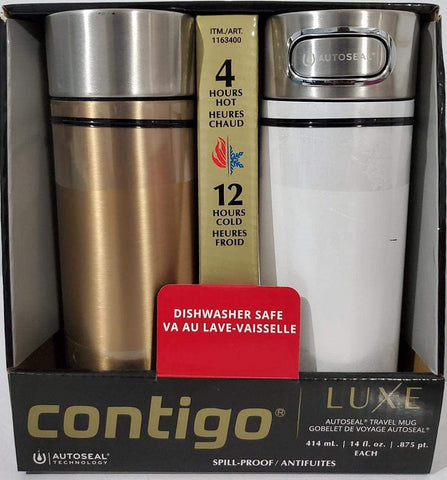 ITM./ART.
1163400
4
HOURS
HOT
HEURES
CHAUD
12
HOURS
COLD
HEURES
FROID
AUTOSEAL®
DISHWASHER SAFE
VA AU LAVE-VAISSELLE
contigo®
AUTOSEAL®
TECHNOLOGY
LUXE
AUTOSEAL® TRAVEL MUG
GOBELET DE VOYAGE AUTOSEAL®
414 mL. | 14 fl. oz. | .875 pt.
EACH
SPILL-PROOF / ANTIFUITES